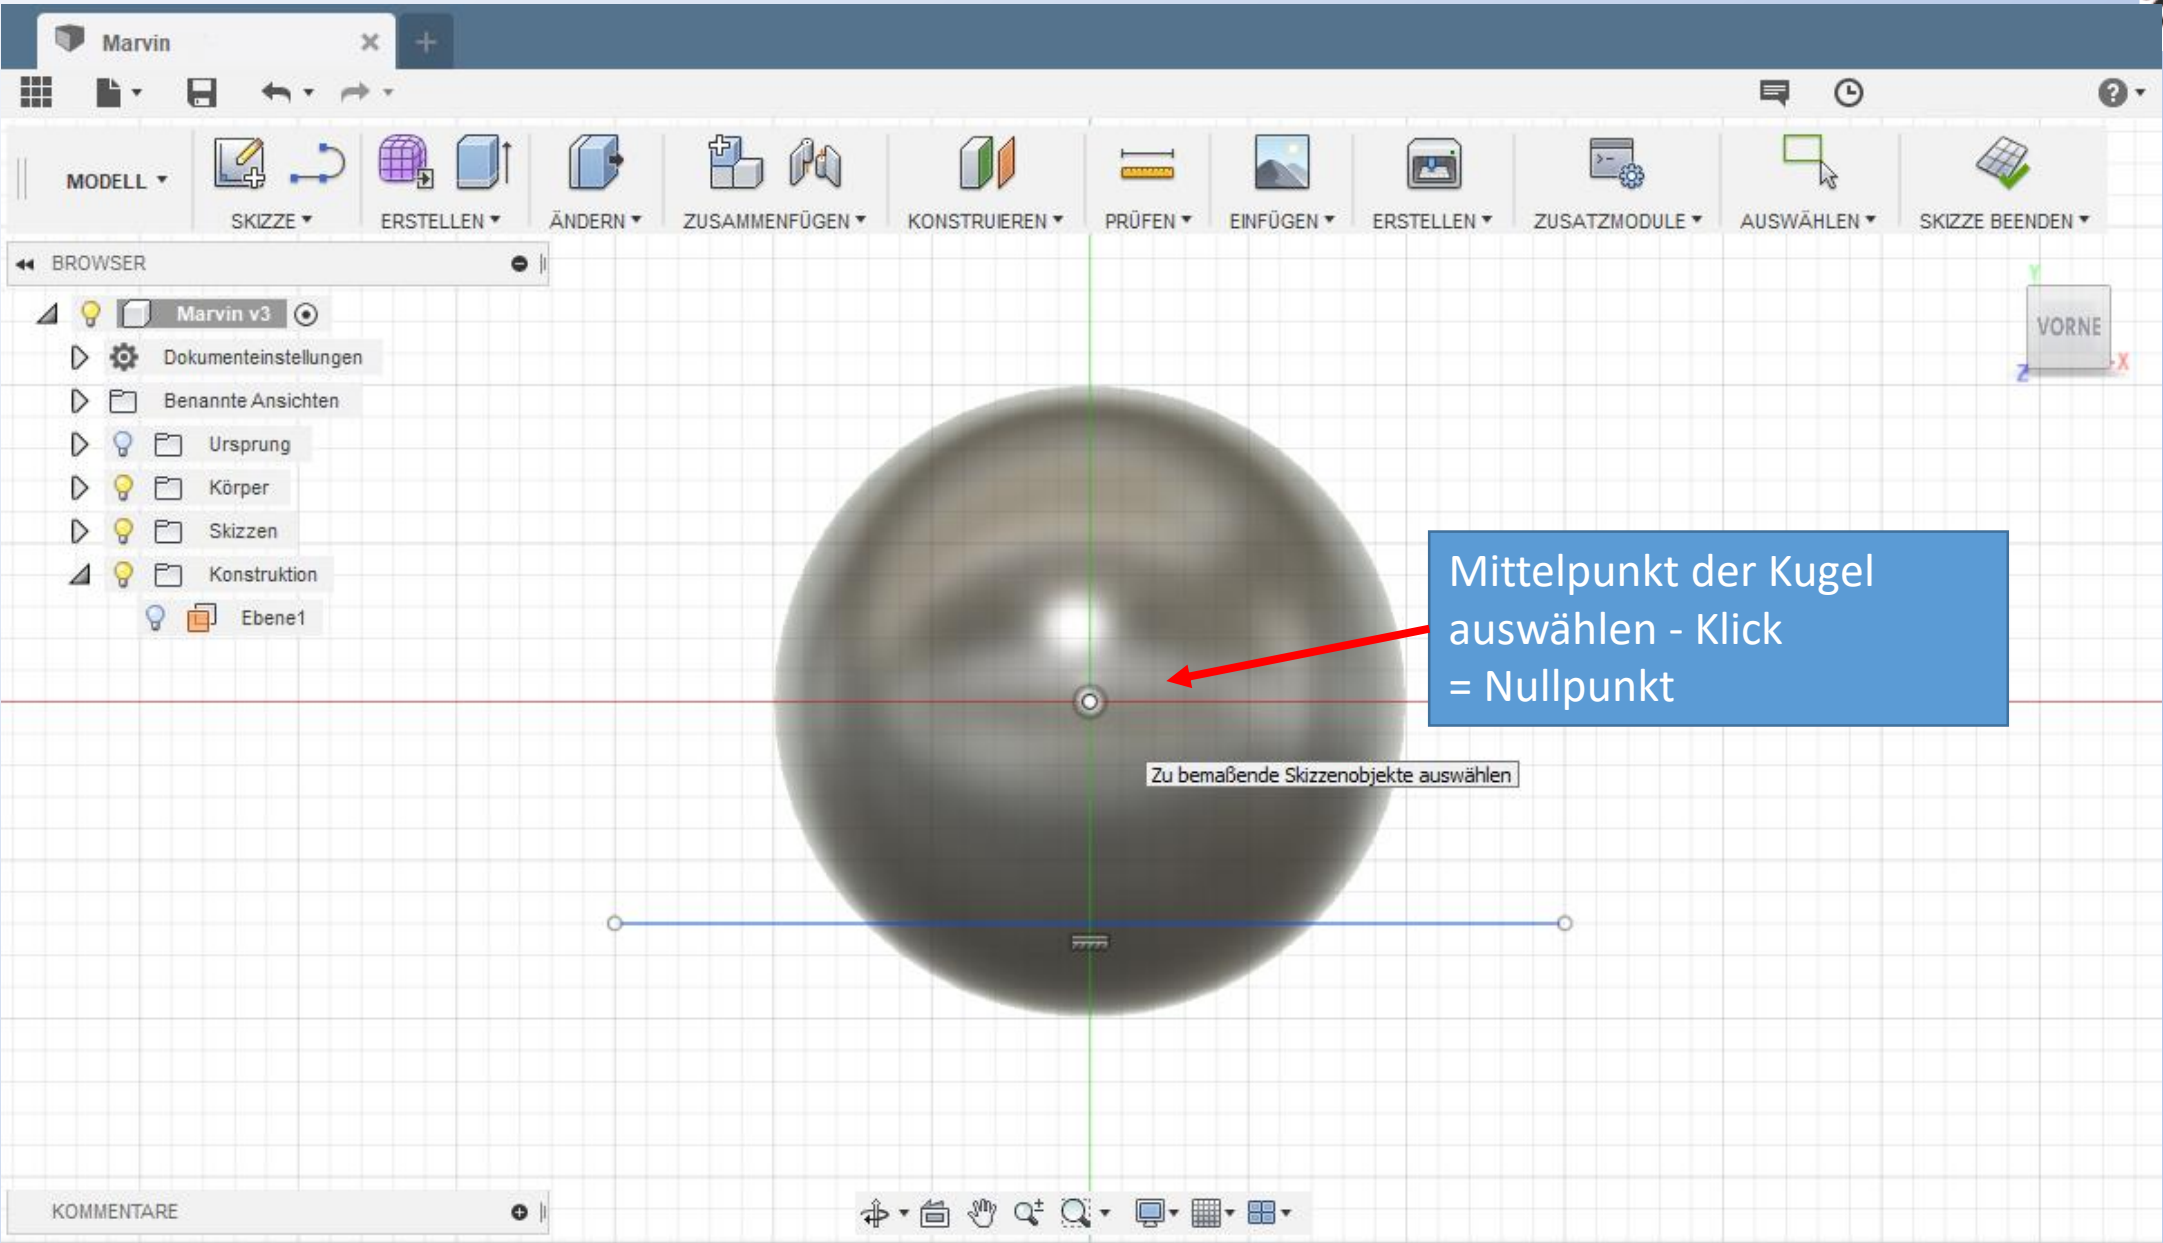 Marvin
MODELL
SKIZZE
ERSTELLEN
ÄNDERN
ZUSAMMENFÜGEN
KONSTRUIEREN
PRÜFEN
EINFÜGEN
ERSTELLEN
ZUSATZMODULE
AUSWÄHLEN
SKIZZE BEENDEN
BROWSER
Marvin v3
Dokumenteinstellungen
Benannte Ansichten
Ursprung
Körper
Skizzen
Konstruktion
Ebene1
Y
VORNE
X
Z
Mittelpunkt der Kugel
auswählen - Klick
= Nullpunkt
Zu bemaßende Skizzenobjekte auswählen
KOMMENTARE